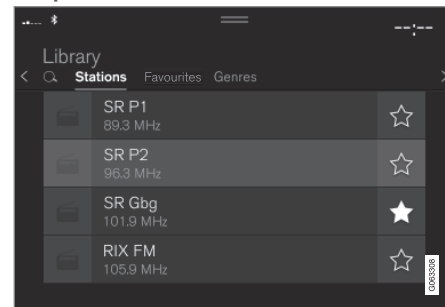 --:--
Library
Stations Favourites Genres
SR P1
89.3 MHz
SR P2
96.3 MHz
SR Gbg
101.9 MHz
RIX FM
105.9 MHz
G063308